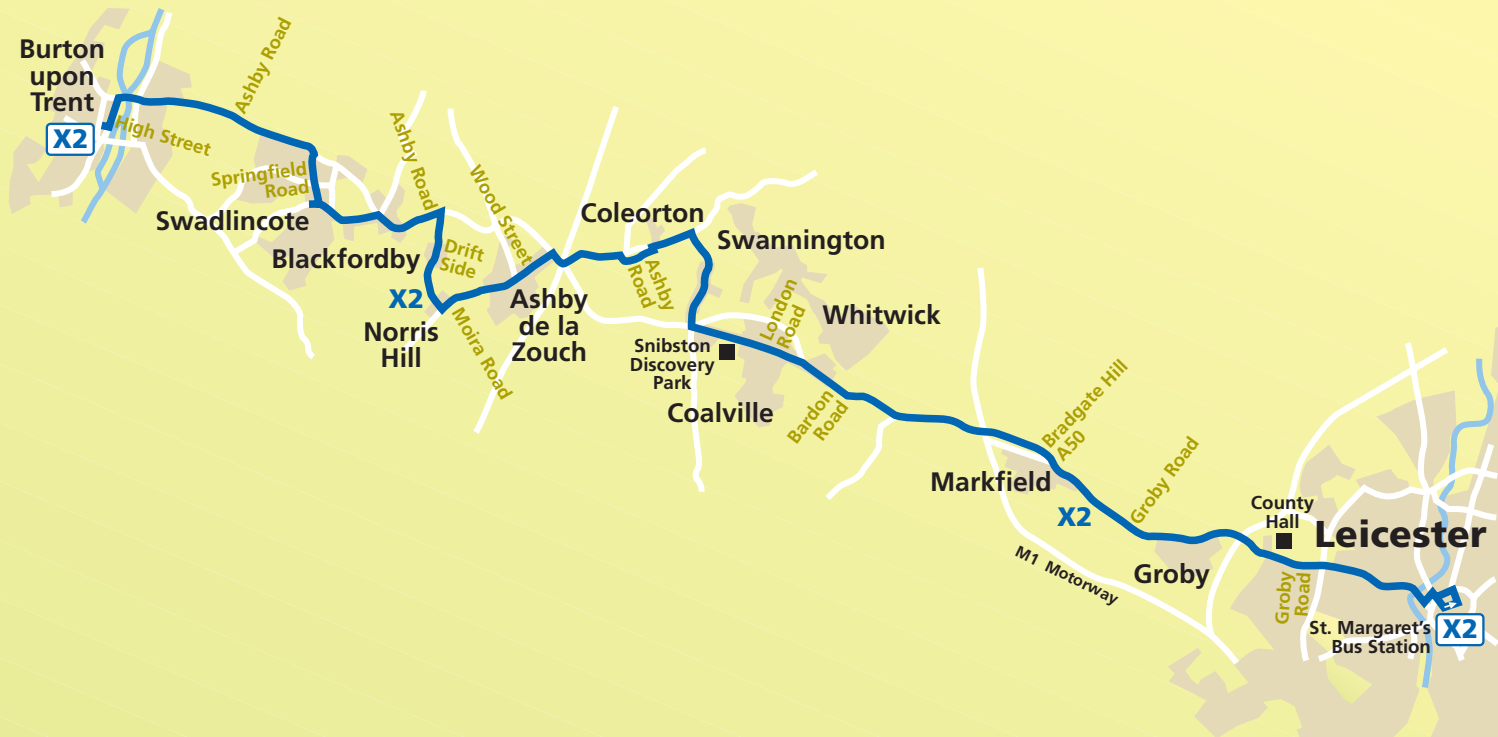 Burton
upon
Trent
X2
High Street
Ashby Road
Springfield
Road
Swadlincote
Blackfordby
Ashby Road
Drift
Side
X2
Norris
Hill
Moira Road
Wood Street
Ashby
de la
Zouch
Coleorton
Ashby
Road
Swannington
London
Road
Whitwick
Snibston
Discovery
Park
Coalville
Bardon
Road
Bradgate Hill
A50
Markfield
X2
Groby Road
M1 Motorway
Groby
County
Hall
Leicester
Groby
Road
St. Margaret's
Bus Station
X2